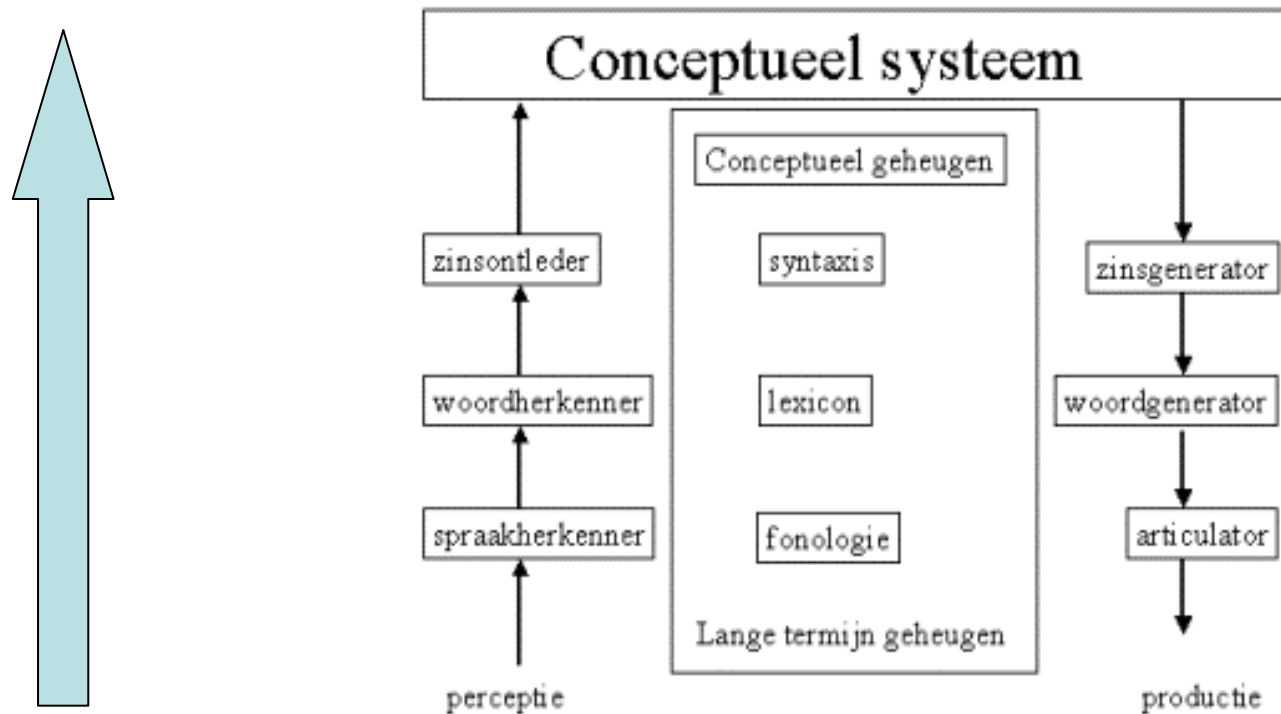 Conceptueel systeem
Conceptueel geheugen
zinsontleder
syntaxis
zinsgenerator
woordherkenner
lexicon
woordgenerator
spraakherkenner
fonologie
articulator
Lange termijn geheugen
perceptie
productie